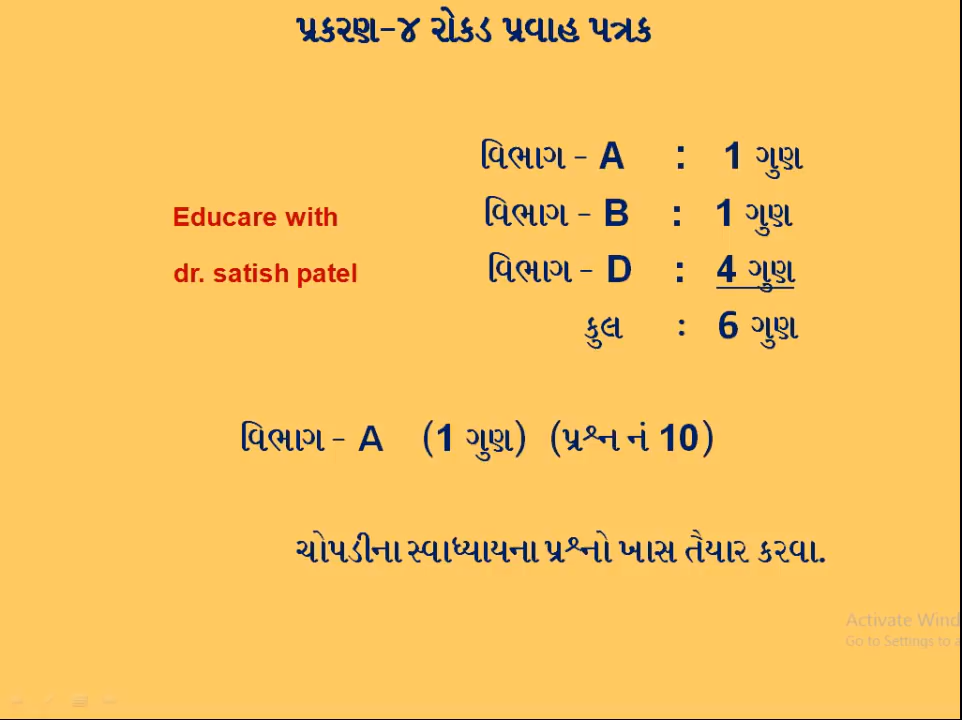 પ્રકરણ-૪ રોકડ પ્રવાહ પત્રક
વિભાગ - A : 1 ગુણ
Educare with
વિભાગ - B : 1 ગુણ
dr. satish patel
વિભાગ - D : 4 ગુણ
કુલ : 6 ગુણ
વિભાગ - A (1 ગુણ) (પ્રશ્ન નં 10)
ચોપડીના સ્વાધ્યાયના પ્રશ્નો ખાસ તૈયાર કરવા.
Activate Wind
Go to Settings to a